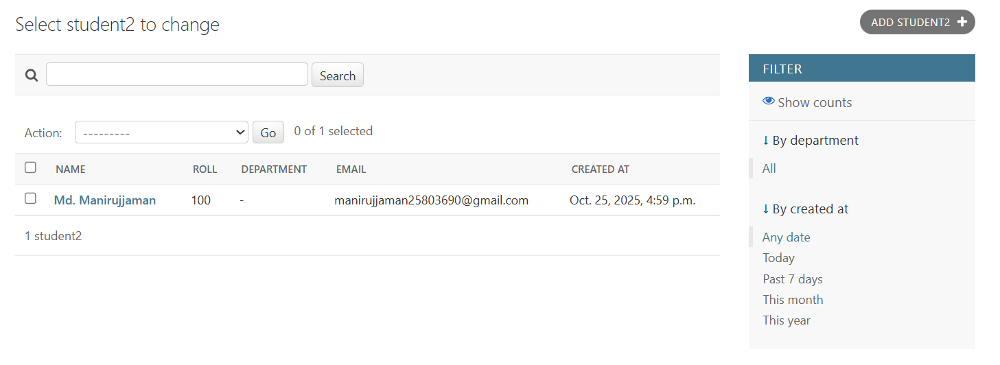 Select student2 to change
ADD STUDENT2
Search
Action: --------- Go 0 of 1 selected
NAME ROLL DEPARTMENT EMAIL CREATED AT
Md. Manirujjaman 100 - manirujjaman25803690@gmail.com Oct. 25, 2025, 4:59 p.m.
1 student2
FILTER
Show counts
↓ By department
All
↓ By created at
Any date
Today
Past 7 days
This month
This year